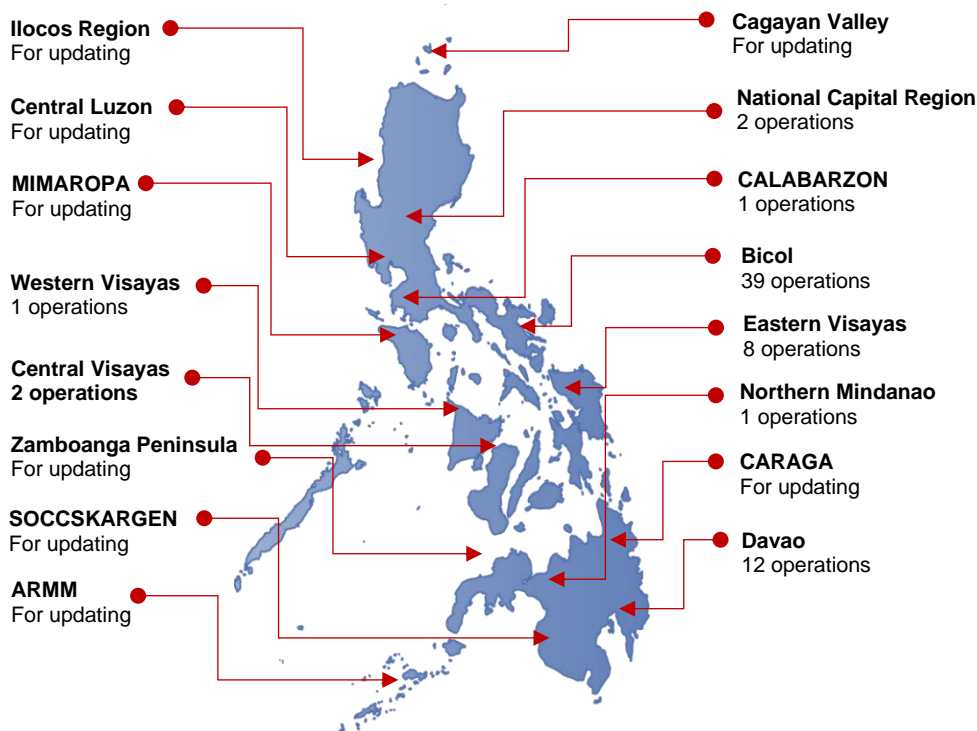 Ilocos Region
For updating
Central Luzon
For updating
MIMAROPA
For updating
Western Visayas
1 operations
Central Visayas
2 operations
Zamboanga Peninsula
For updating
SOCCSKARGEN
For updating
ARMM
For updating
Cagayan Valley
For updating
National Capital Region
2 operations
CALABARZON
1 operations
Bicol
39 operations
Eastern Visayas
8 operations
Northern Mindanao
1 operations
CARAGA
For updating
Davao
12 operations